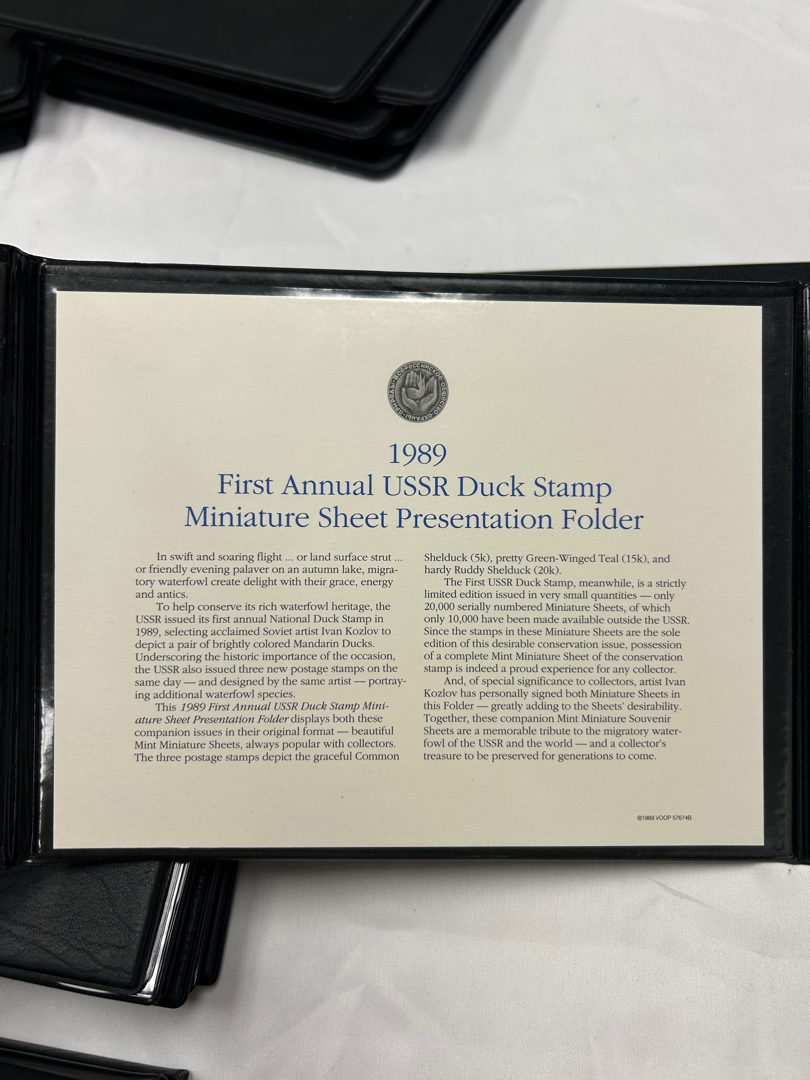 ВСЕРОССИЙСКОЕ ОБЩЕСТВО ОХРАНЫ ПРИРОДЫ
1989
First Annual USSR Duck Stamp
Miniature Sheet Presentation Folder
In swift and soaring flight ... or land surface strut ...
or friendly evening palaver on an autumn lake, migra-
tory waterfowl create delight with their grace, energy
and antics.
To help conserve its rich waterfowl heritage, the
USSR issued its first annual National Duck Stamp in
1989, selecting acclaimed Soviet artist Ivan Kozlov to
depict a pair of brightly colored Mandarin Ducks.
Underscoring the historic importance of the occasion,
the USSR also issued three new postage stamps on the
same day — and designed by the same artist — portray-
ing additional waterfowl species.
This 1989 First Annual USSR Duck Stamp Mini-
ature Sheet Presentation Folder displays both these
companion issues in their original format — beautiful
Mint Miniature Sheets, always popular with collectors.
The three postage stamps depict the graceful Common
Shelduck (5k), pretty Green-Winged Teal (15k), and
hardy Ruddy Shelduck (20k).
The First USSR Duck Stamp, meanwhile, is a strictly
limited edition issued in very small quantities — only
20,000 serially numbered Miniature Sheets, of which
only 10,000 have been made available outside the USSR.
Since the stamps in these Miniature Sheets are the sole
edition of this desirable conservation issue, possession
of a complete Mint Miniature Sheet of the conservation
stamp is indeed a proud experience for any collector.
And, of special significance to collectors, artist Ivan
Kozlov has personally signed both Miniature Sheets in
this Folder — greatly adding to the Sheets' desirability.
Together, these companion Mint Miniature Souvenir
Sheets are a memorable tribute to the migratory water-
fowl of the USSR and the world — and a collector's
treasure to be preserved for generations to come.
©1989 VOOP 57674B